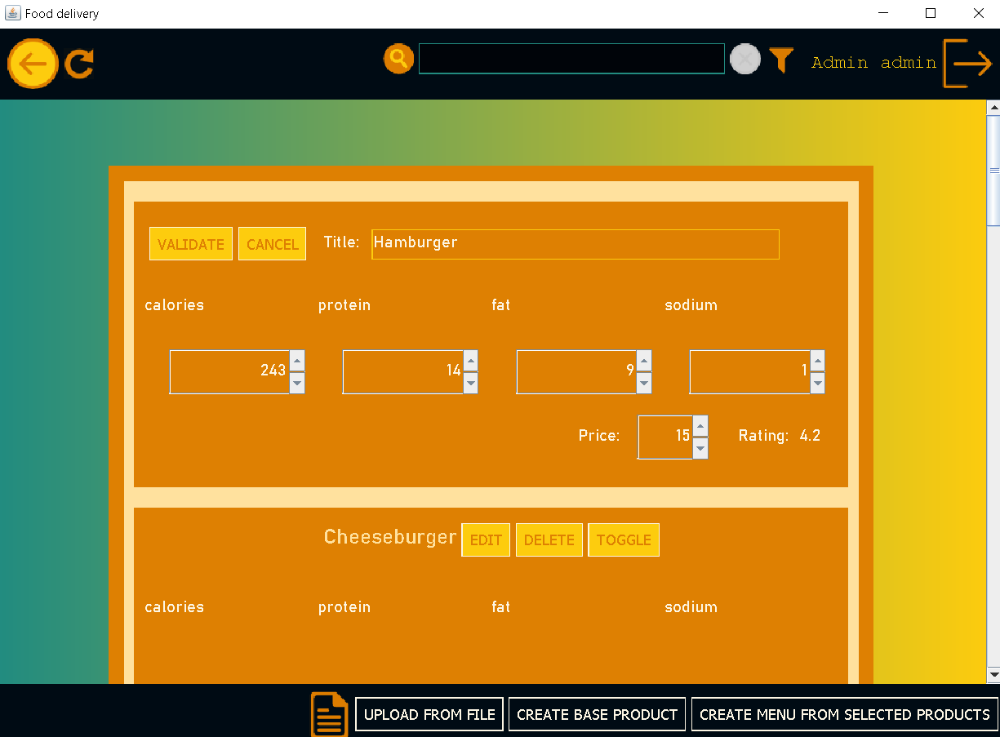 Food delivery
Admin admin
VALIDATE CANCEL Title: Hamburger
calories protein fat sodium
243 14 9 1
Price: 15 Rating: 4.2
Cheeseburger EDIT DELETE TOGGLE
calories protein fat sodium
UPLOAD FROM FILE CREATE BASE PRODUCT CREATE MENU FROM SELECTED PRODUCTS